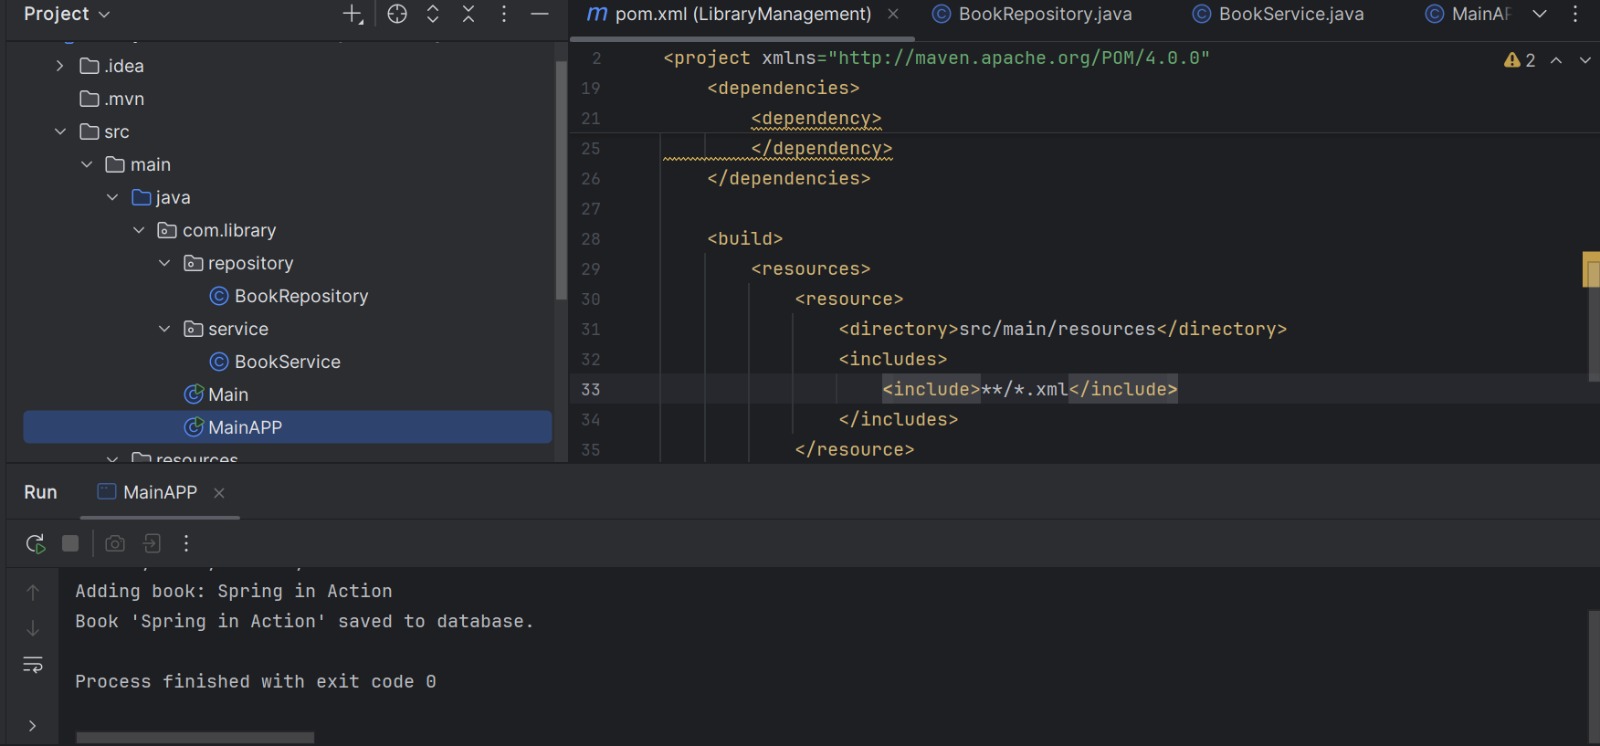 Project
pom.xml (LibraryManagement)
BookRepository.java
BookService.java
MainAP
.idea
.mvn
src
main
java
com.library
repository
BookRepository
service
BookService
Main
MainAPP
resources
2 <project xmlns="http://maven.apache.org/POM/4.0.0"
2
19 <dependencies>
21 <dependency>
25 </dependency>
26 </dependencies>
27
28 <build>
29 <resources>
30 <resource>
31 <directory>src/main/resources</directory>
32 <includes>
33 <include>**/*.xml</include>
34 </includes>
35 </resource>
Run
MainAPP
Adding book: Spring in Action
Book 'Spring in Action' saved to database.
Process finished with exit code 0